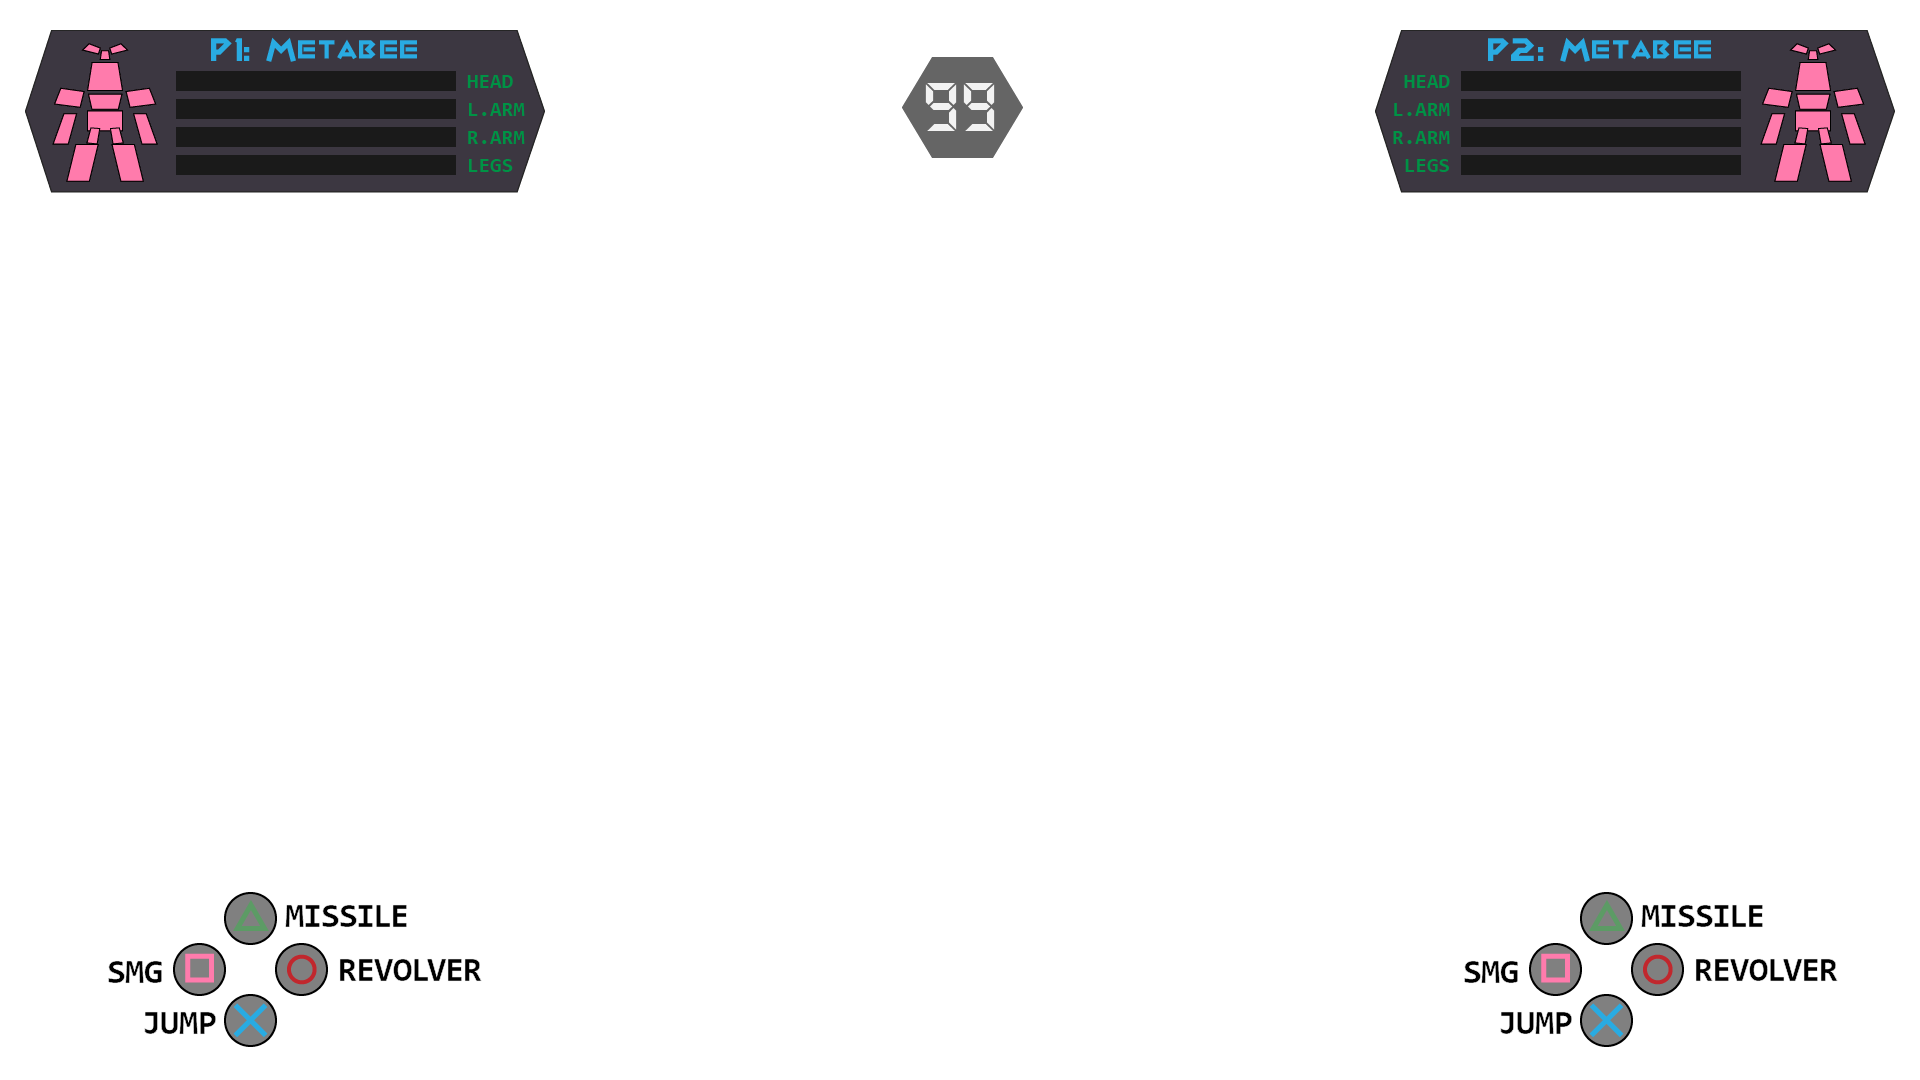 P1: METABEE
HEAD
L.ARM
R.ARM
LEGS
99
P2: METABEE
HEAD
L.ARM
R.ARM
LEGS
MISSILE
SMG
REVOLVER
JUMP
MISSILE
SMG
REVOLVER
JUMP